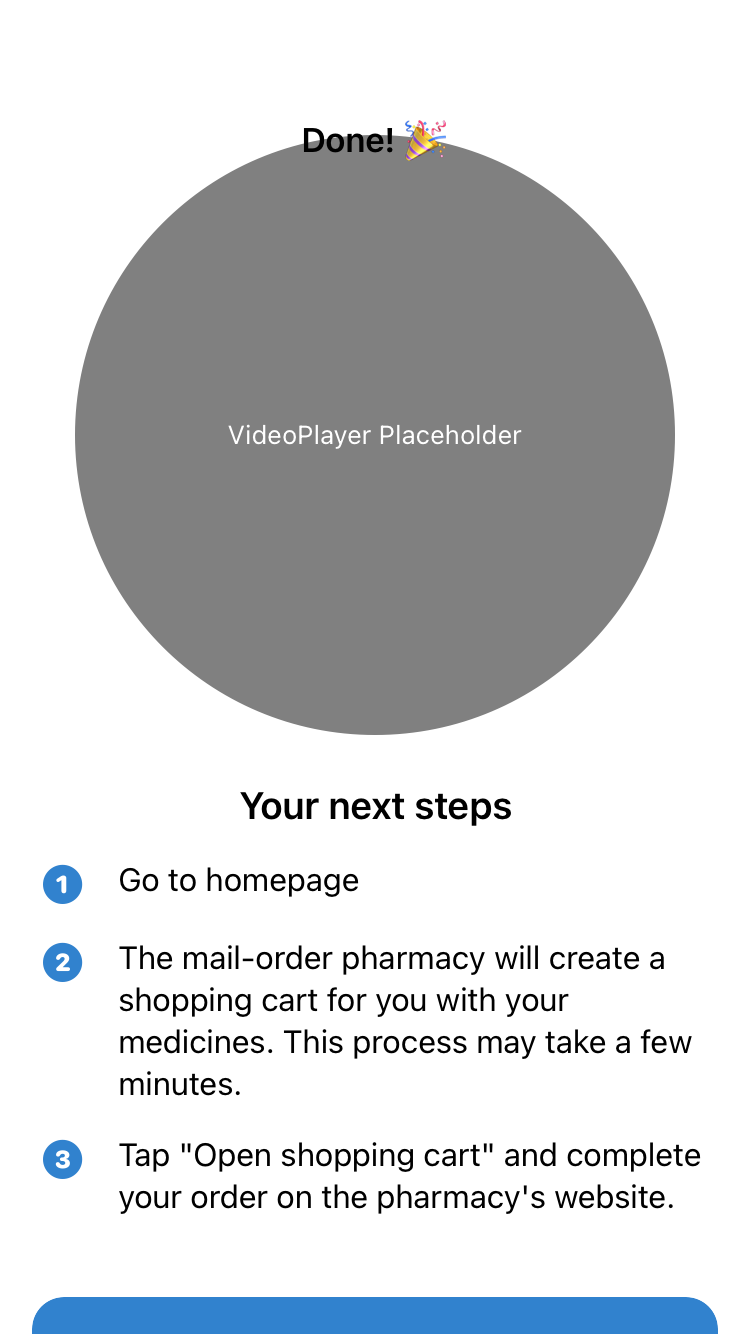 Done! 🎉
VideoPlayer Placeholder
Your next steps
1 Go to homepage
2 The mail-order pharmacy will create a
shopping cart for you with your
medicines. This process may take a few
minutes.
3 Tap "Open shopping cart" and complete
your order on the pharmacy's website.